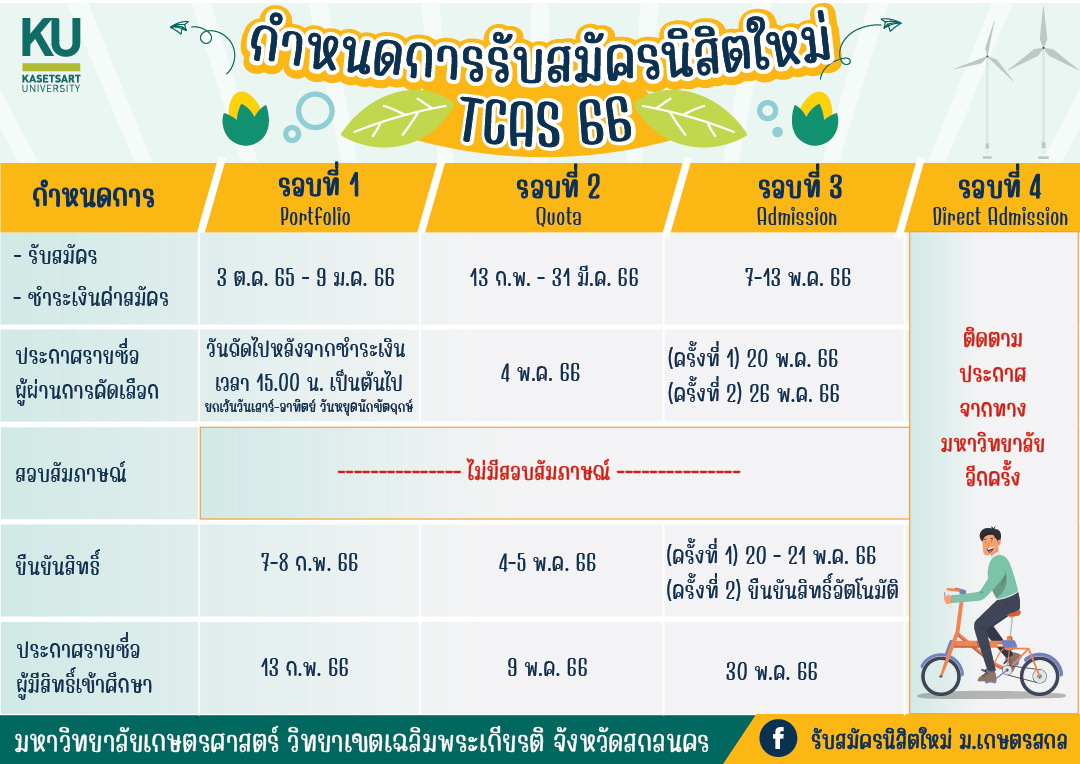 KU
KASETSART
UNIVERSITY
กำหนดการรับสมัครนิสิตใหม่
TCAS 66
กำหนดการ
รอบที่ 1
Portfolio
รอบที่ 2
Quota
รอบที่ 3
Admission
รอบที่ 4
Direct Admission
- รับสมัคร
- ชำระเงินค่าสมัคร
3 ต.ค. 65 - 9 ม.ค. 66
13 ก.พ. - 31 มี.ค. 66
7-13 พ.ค. 66
ประกาศรายชื่อ
ผู้ผ่านการคัดเลือก
วันถัดไปหลังจากชำระเงิน
เวลา 15.00 น. เป็นต้นไป
ยกเว้นวันเสาร์-อาทิตย์ วันหยุดนักขัตฤกษ์
4 พ.ค. 66
(ครั้งที่ 1) 20 พ.ค. 66
(ครั้งที่ 2) 26 พ.ค. 66
สอบสัมภาษณ์
--------------- ไม่มีสอบสัมภาษณ์ ---------------
ยืนยันสิทธิ์
7-8 ก.พ. 66
4-5 พ.ค. 66
(ครั้งที่ 1) 20 - 21 พ.ค. 66
(ครั้งที่ 2) ยืนยันสิทธิ์อัตโนมัติ
ประกาศรายชื่อ
ผู้มีสิทธิ์เข้าศึกษา
13 ก.พ. 66
9 พ.ค. 66
30 พ.ค. 66
ติดตาม
ประกาศ
จากทาง
มหาวิทยาลัย
อีกครั้ง
มหาวิทยาลัยเกษตรศาสตร์ วิทยาเขตเฉลิมพระเกียรติ จังหวัดสกลนคร
f รับสมัครนิสิตใหม่ ม.เกษตรสกล